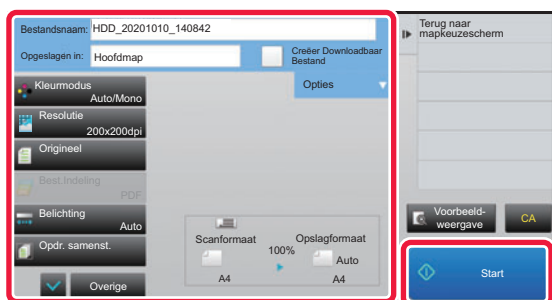 Bestandsnaam: HDD_20201010_140842
Opgeslagen in: Hoofdmap
Creëer Downloadbaar
Bestand
Opties
Kleurmodus
Auto/Mono
Resolutie
200x200dpi
Origineel
Best.Indeling
PDF
Belichting
Auto
Opdr. samenst.
Overige
Scanformaat
100%
Opslagformaat
Auto
A4
A4
Terug naar
mapkeuzescherm
Voorbeeld-
weergave
CA
Start